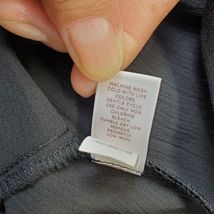 MACHINE WASH
COLD WITH LIKE
COLORS.
GENTLE CYCLE.
USE ONLY NON
CHLORINE
BLEACH.
TUMBLE DRY LOW.
REMOVE
PROMPTLY.
LOW IRON